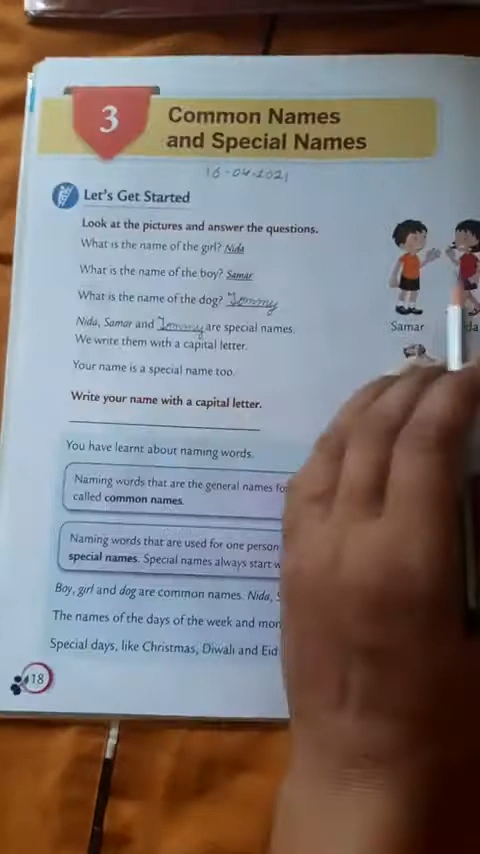 3
Common Names
and Special Names
16-04-2021
Let's Get Started
Look at the pictures and answer the questions.
What is the name of the girl? Nida
What is the name of the boy? Samar
What is the name of the dog? Tommy
Nida, Samar and Tommy are special names.
We write them with a capital letter.
Your name is a special name too.
Write your name with a capital letter.
Samar
You have learnt about naming words.
Naming words that are the general names
called common names.
Naming words that are used for one person
special names. Special names always start
Boy, girl and dog are common names. Nida,
The names of the days of the week and
Special days, like Christmas, Diwali and Eid
18